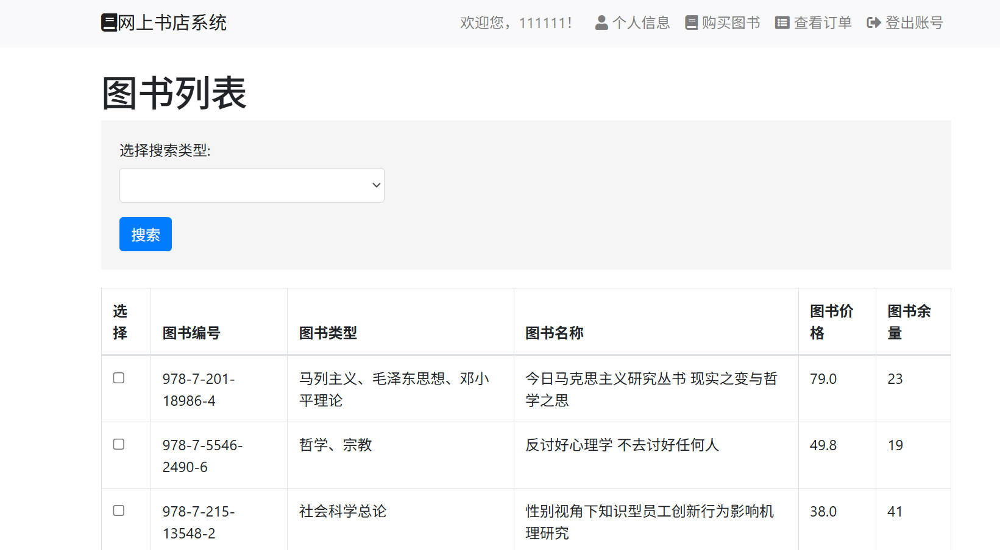 网上书店系统
欢迎您，111111！ 个人信息 购买图书 查看订单 登出账号
图书列表
选择搜索类型:
搜索
选
择
图书编号
图书类型
图书名称
图书价
格
图书余
量
978-7-201-
18986-4
马列主义、毛泽东思想、邓小
平理论
今日马克思主义研究丛书 现实之变与哲
学之思
79.0
23
978-7-5546-
2490-6
哲学、宗教
反讨好心理学 不去讨好任何人
49.8
19
978-7-215-
13548-2
社会科学总论
性别视角下知识型员工创新行为影响机
理研究
38.0
41